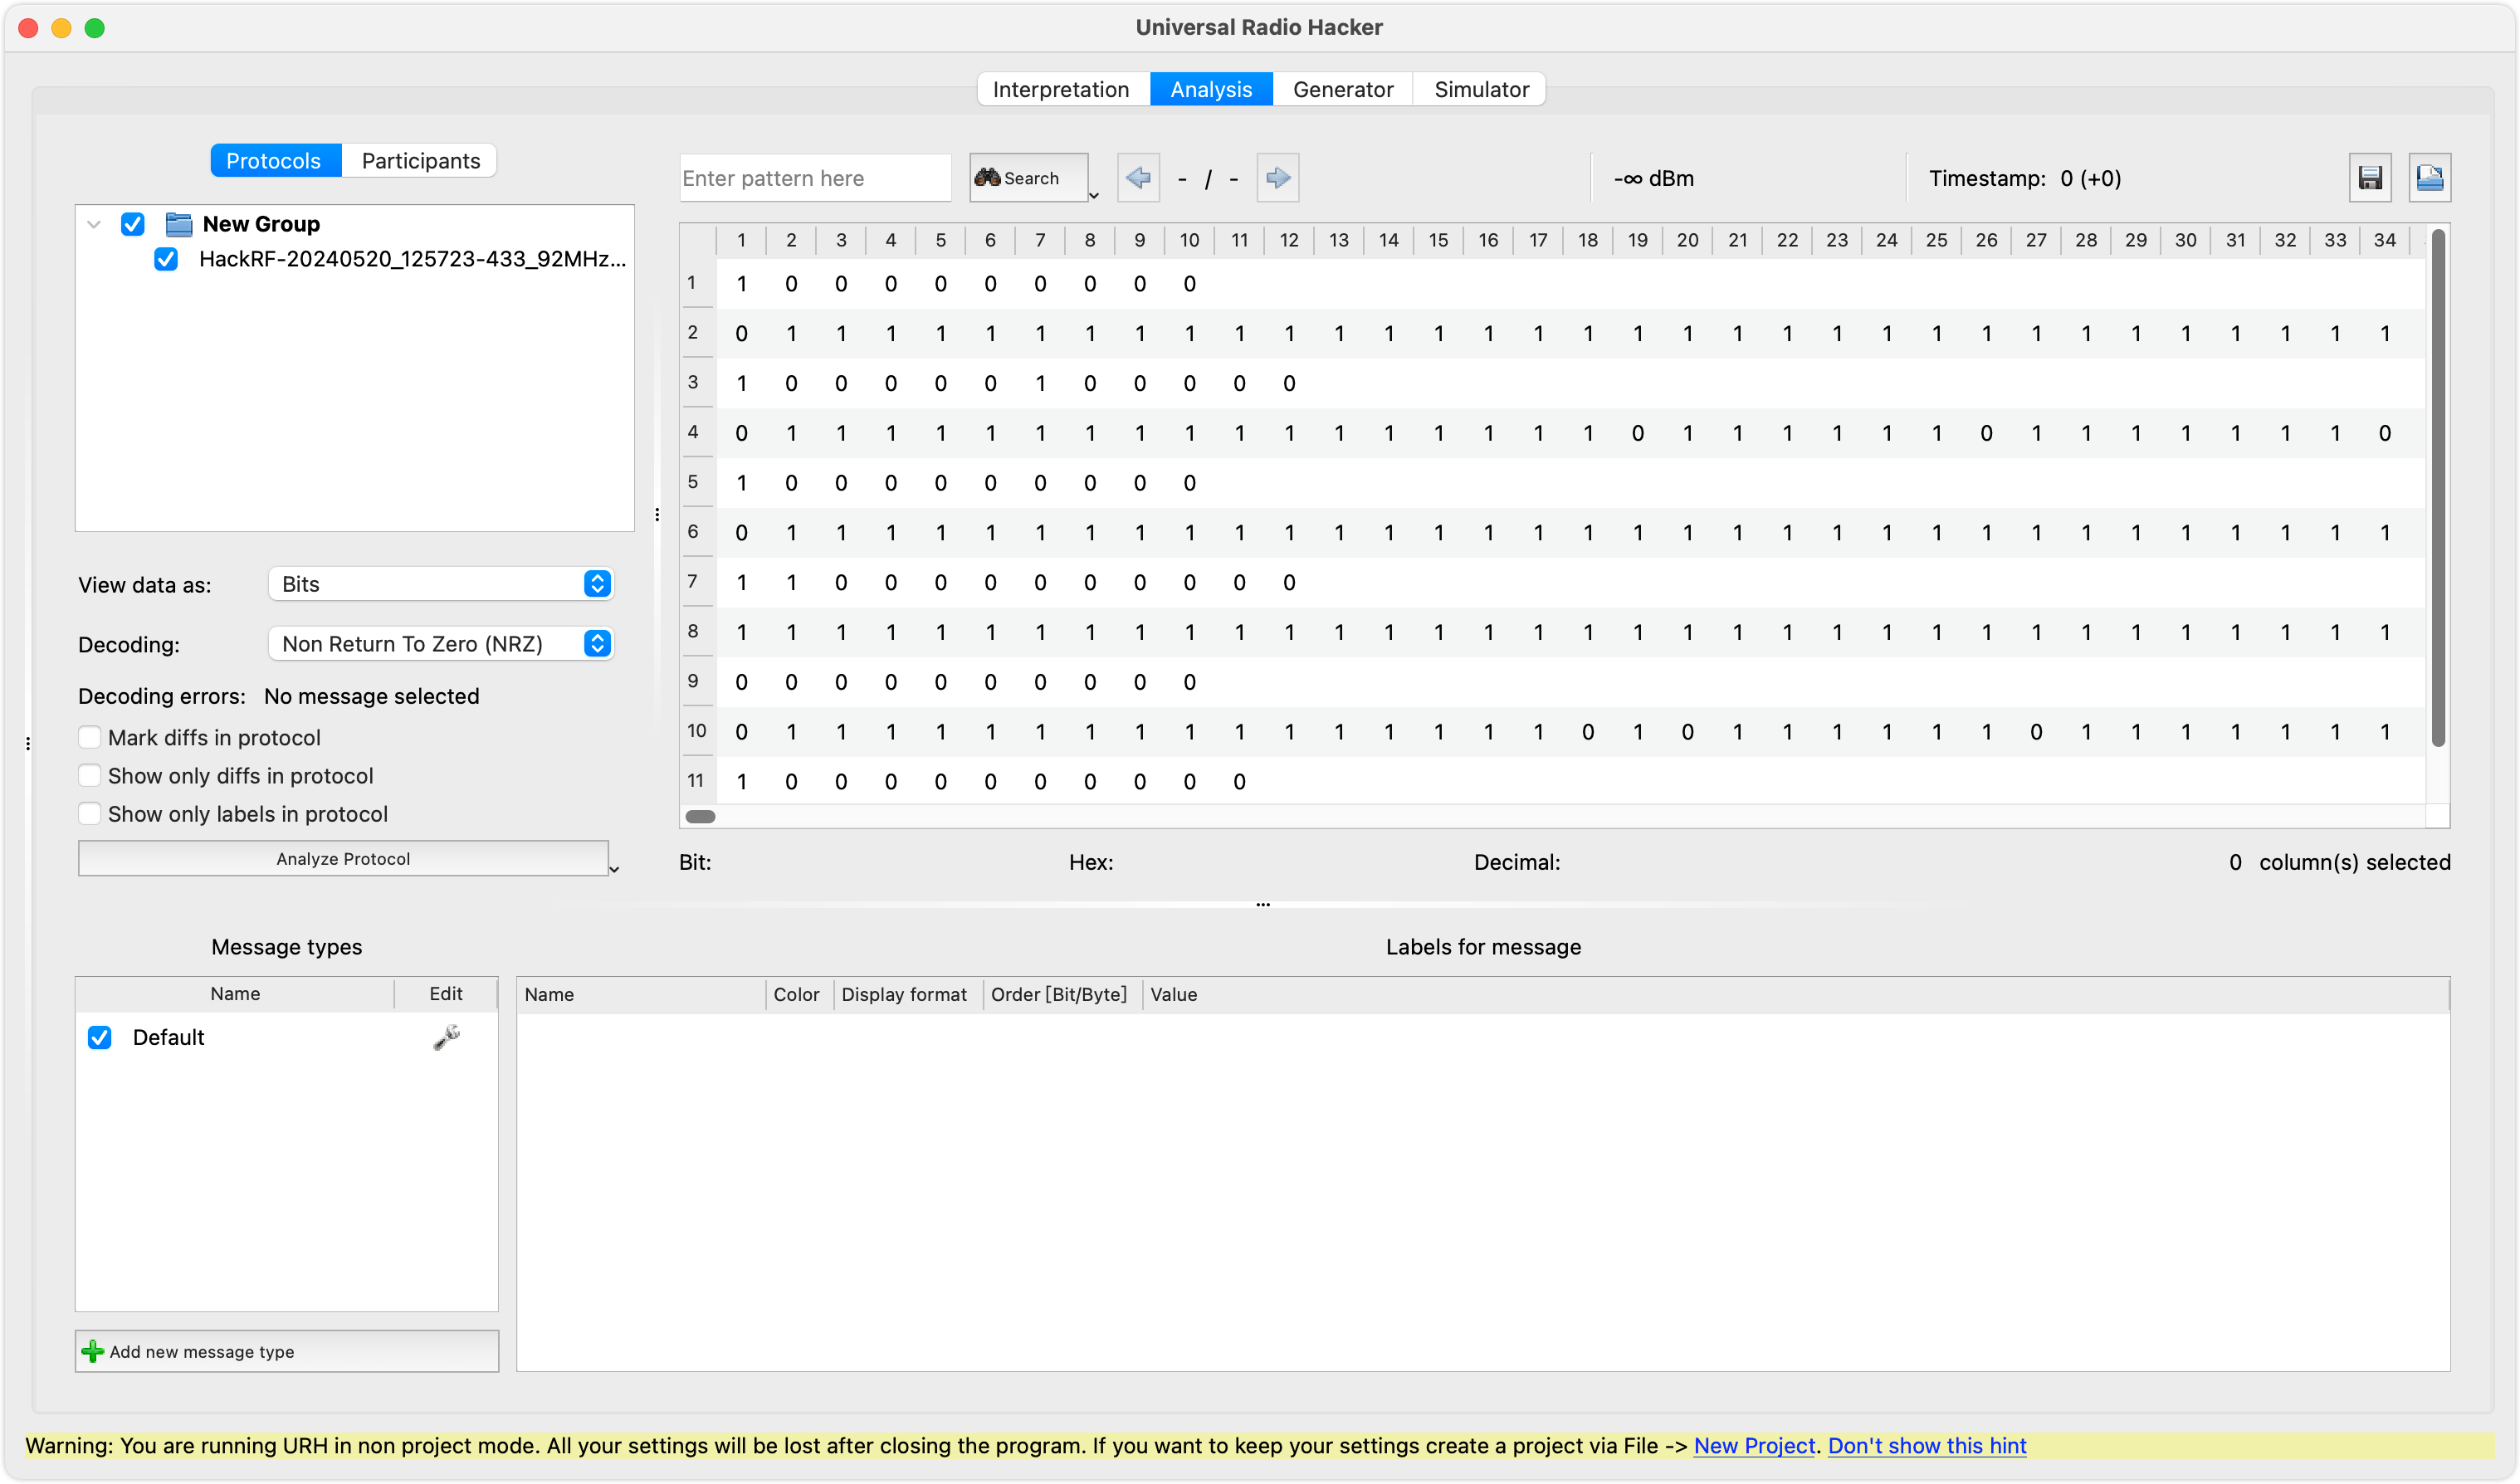 Universal Radio Hacker
Interpretation Analysis Generator Simulator
Protocols Participants
Enter pattern here Search - / - -∞ dBm Timestamp: 0 (+0)
New Group
HackRF-20240520_125723-433_92MHz...
1 2 3 4 5 6 7 8 9 10 11 12 13 14 15 16 17 18 19 20 21 22 23 24 25 26 27 28 29 30 31 32 33 34
1 1 0 0 0 0 0 0 0 0 0
2 0 1 1 1 1 1 1 1 1 1 1 1 1 1 1 1 1 1 1 1 1 1 1 1 1 1 1 1 1 1 1 1 1 1
3 1 0 0 0 0 0 1 0 0 0 0 0
4 0 1 1 1 1 1 1 1 1 1 1 1 1 1 1 1 1 1 0 1 1 1 1 1 1 0 1 1 1 1 1 1 1 0
5 1 0 0 0 0 0 0 0 0 0
6 0 1 1 1 1 1 1 1 1 1 1 1 1 1 1 1 1 1 1 1 1 1 1 1 1 1 1 1 1 1 1 1 1 1
7 1 1 0 0 0 0 0 0 0 0 0 0
8 1 1 1 1 1 1 1 1 1 1 1 1 1 1 1 1 1 1 1 1 1 1 1 1 1 1 1 1 1 1 1 1 1 1
9 0 0 0 0 0 0 0 0 0 0
10 0 1 1 1 1 1 1 1 1 1 1 1 1 1 1 1 1 0 1 0 1 1 1 1 1 1 0 1 1 1 1 1 1 1
11 1 0 0 0 0 0 0 0 0 0 0
View data as: Bits
Decoding: Non Return To Zero (NRZ)
Decoding errors: No message selected
Mark diffs in protocol
Show only diffs in protocol
Show only labels in protocol
Analyze Protocol
Bit: Hex: Decimal: 0 column(s) selected
Message types
Name Edit
Default
Add new message type
Labels for message
Name Color Display format Order [Bit/Byte] Value
Warning: You are running URH in non project mode. All your settings will be lost after closing the program. If you want to keep your settings create a project via File -> New Project. Don't show this hint